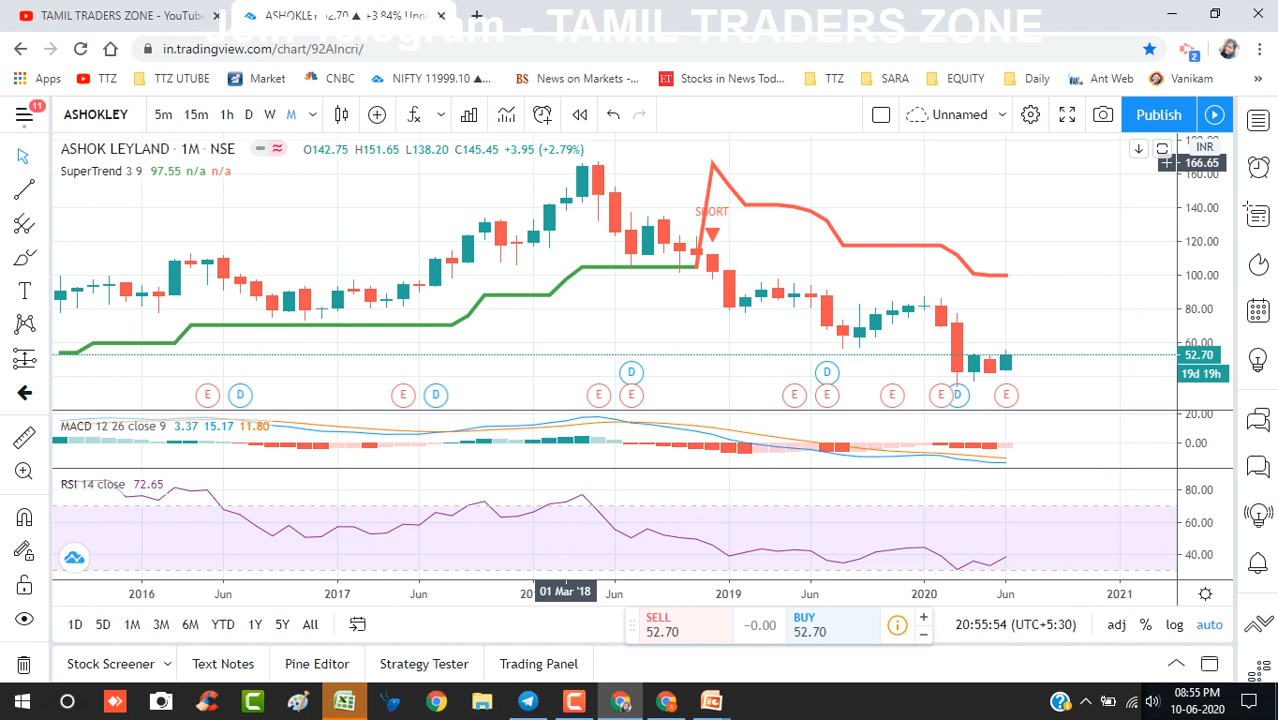 TAMIL TRADERS ZONE - YouTube
ASHOKLEY 52.70 ▲ +3.84% Unna
Join Telegram - TAMIL TRADERS ZONE
in.tradingview.com/chart/92AIncri/
2
Apps TTZ TTZ UTUBE Market CNBC NIFTY 11999.10 ▲... BS News on Markets -... ET Stocks in News Tod... TTZ SARA EQUITY Daily Ant Web Vanikam »
11
ASHOKLEY 5m 15m 1h D W M Unnamed Publish
ASHOK LEYLAND · 1M · NSE O142.75 H151.65 L138.20 C145.45 +3.95 (+2.79%)
INR
SuperTrend 3 9 97.55 n/a n/a
166.65
160.00
140.00
SHORT
120.00
100.00
80.00
60.00
52.70
19d 19h
D D
E D E D E E E E E E D E
20.00
MACD 12 26 close 9 3.37 15.17 11.80
0.00
RSI 14 close 72.65
80.00
60.00
40.00
2016 Jun 2017 Jun 01 Mar '18 Jun 2019 Jun 2020 Jun 2021
1D 5D 1M 3M 6M YTD 1Y 5Y All
SELL
52.70
−0.00
BUY
52.70
20:55:54 (UTC+5:30) adj % log auto
Stock Screener Text Notes Pine Editor Strategy Tester Trading Panel
08:55 PM
10-06-2020